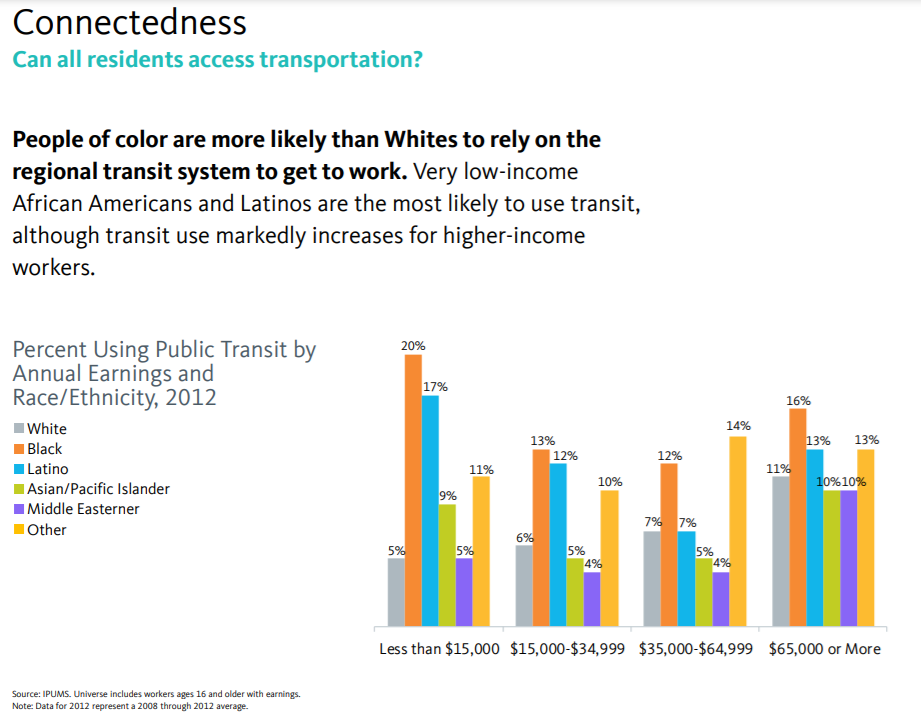 Connectedness
Can all residents access transportation?
People of color are more likely than Whites to rely on the
regional transit system to get to work. Very low-income
African Americans and Latinos are the most likely to use transit,
although transit use markedly increases for higher-income
workers.
Percent Using Public Transit by
Annual Earnings and
Race/Ethnicity, 2012
White
Black
Latino
Asian/Pacific Islander
Middle Easterner
Other
5%
20%
17%
9%
5%
11%
6%
13%
12%
5%
4%
10%
7%
12%
7%
5%
4%
14%
11%
16%
13%
10%
10%
13%
Less than $15,000
$15,000-$34,999
$35,000-$64,999
$65,000 or More
Source: IPUMS. Universe includes workers ages 16 and older with earnings.
Note: Data for 2012 represent a 2008 through 2012 average.